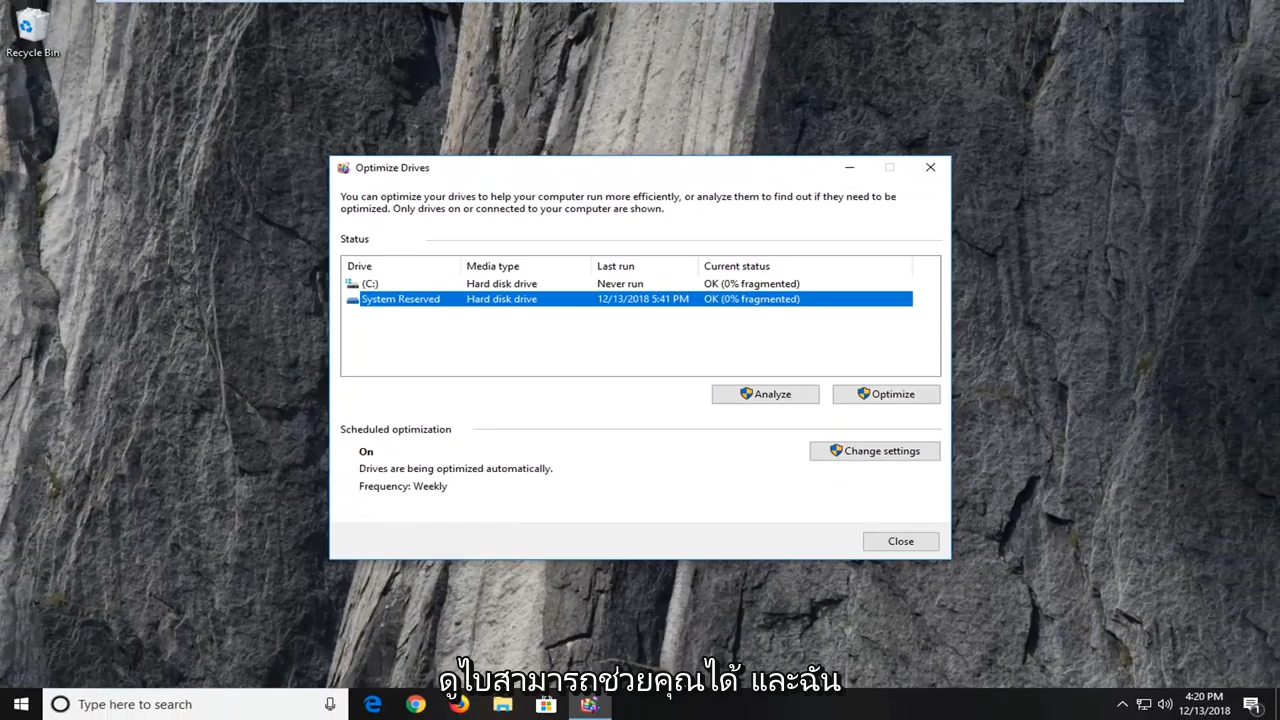 Recycle Bin
Optimize Drives
You can optimize your drives to help your computer run more efficiently, or analyze them to find out if they need to be
optimized. Only drives on or connected to your computer are shown.
Status
Drive Media type Last run Current status
(C:) Hard disk drive Never run OK (0% fragmented)
System Reserved Hard disk drive 12/13/2018 5:41 PM OK (0% fragmented)
Analyze Optimize
Scheduled optimization
On
Change settings
Drives are being optimized automatically.
Frequency: Weekly
Close
ดูไบสามารถช่วยคุณได้ และฉัน
Type here to search
4:20 PM
12/13/2018
1